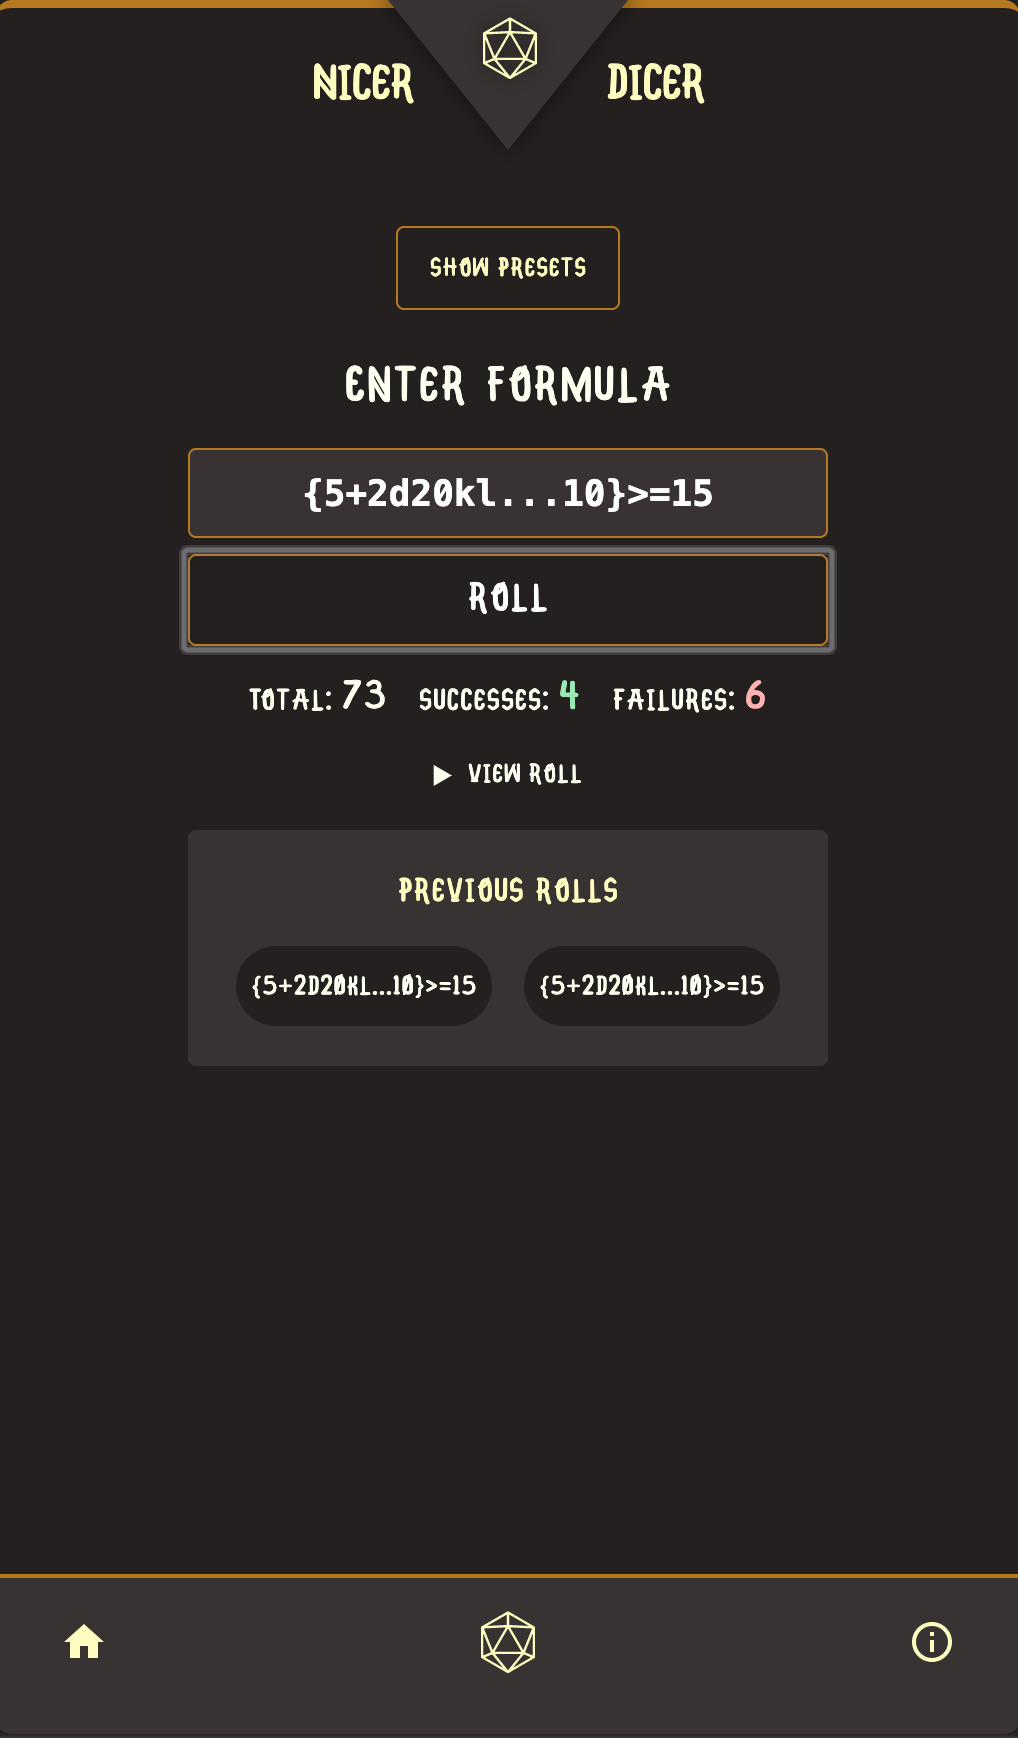 NICER DICER
SHOW PRESETS
ENTER FORMULA
{5+2d20kl...10}>=15
ROLL
TOTAL: 73 SUCCESSES: 4 FAILURES: 6
▶ VIEW ROLL
PREVIOUS ROLLS
{5+2D20KL...10}>=15 {5+2D20KL...10}>=15